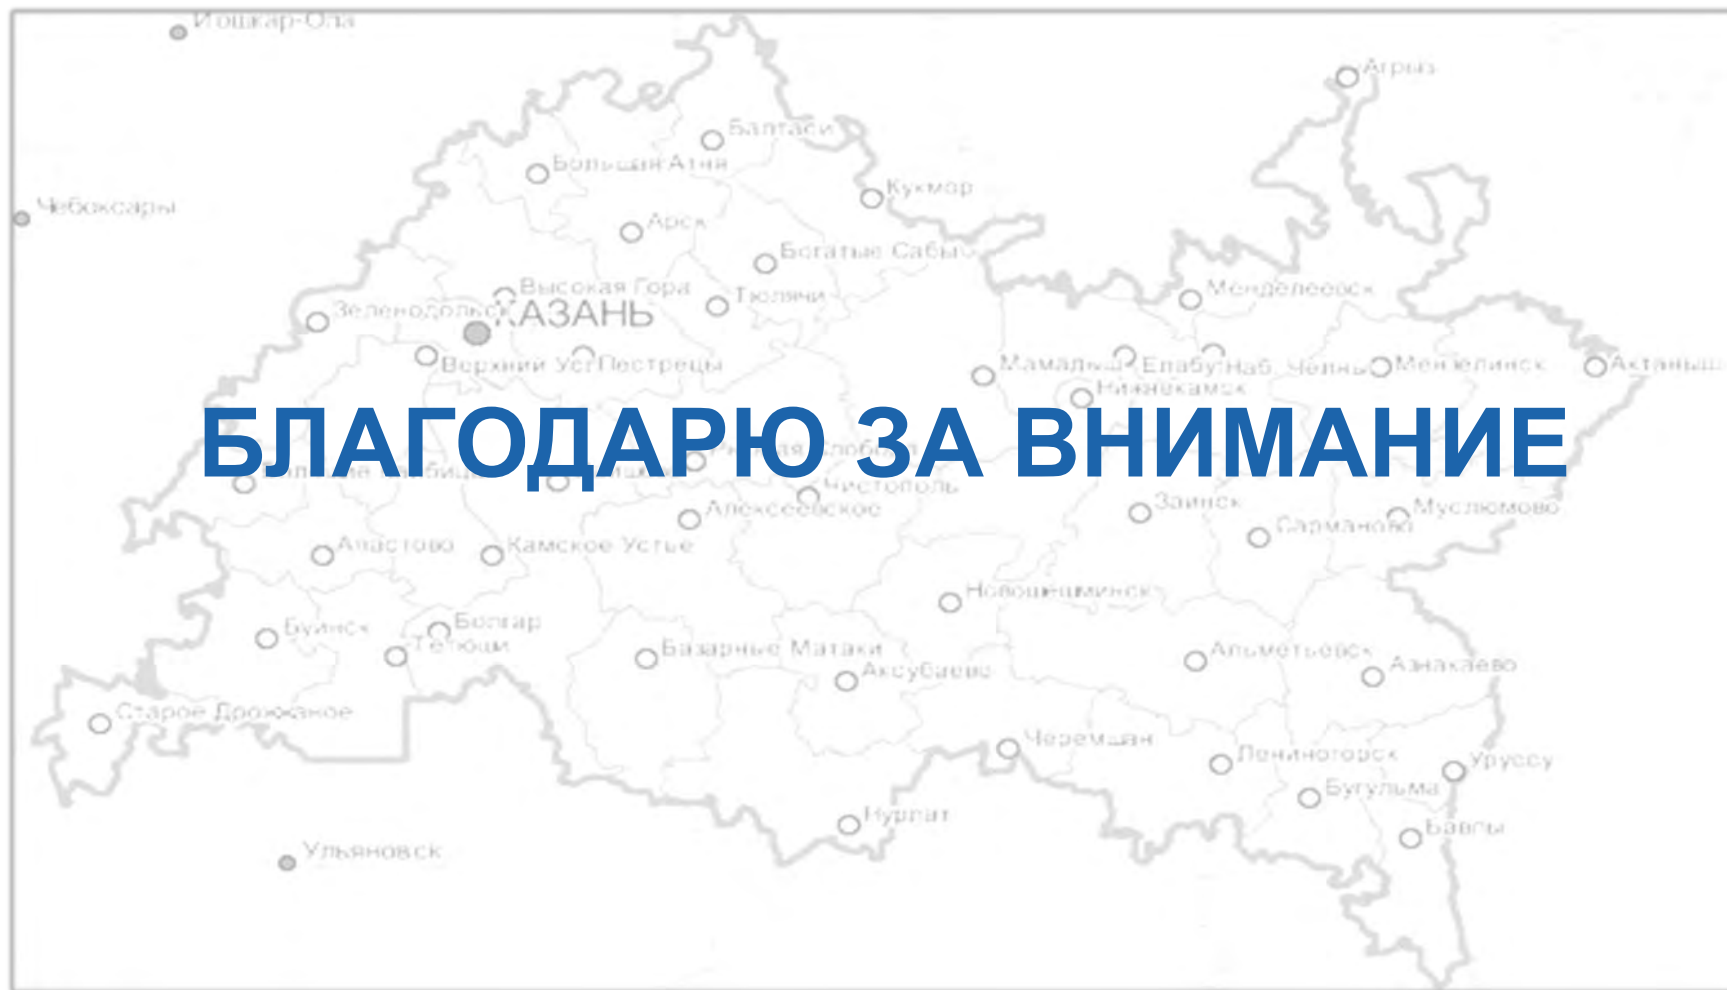 Йошкар-Ола
Агрыз
Балтаси
Большая Атня
Кукмор
Чебоксары
Арск
Богатые Сабы
Высокая Гора
Менделеевск
Тюлячи
Зеленодольск
КАЗАНЬ
Верхний Усл
Пестрецы
Мамадыш
Елабуг
Наб. Челны
Мензелинск
Актаныш
Нижнекамск
БЛАГОДАРЮ ЗА ВНИМАНИЕ
Чистополь
Алексеевское
Заинск
Муслюмово
Сарманово
Апастово
Камское Устье
Новошешминск
Буинск
Болгар
Тетюши
Базарные Матаки
Альметьевск
Аксубаево
Азнакаево
Старое Дрожжаное
Черемшан
Лениногорск
Уруссу
Бугульма
Нурлат
Бавлы
Ульяновск